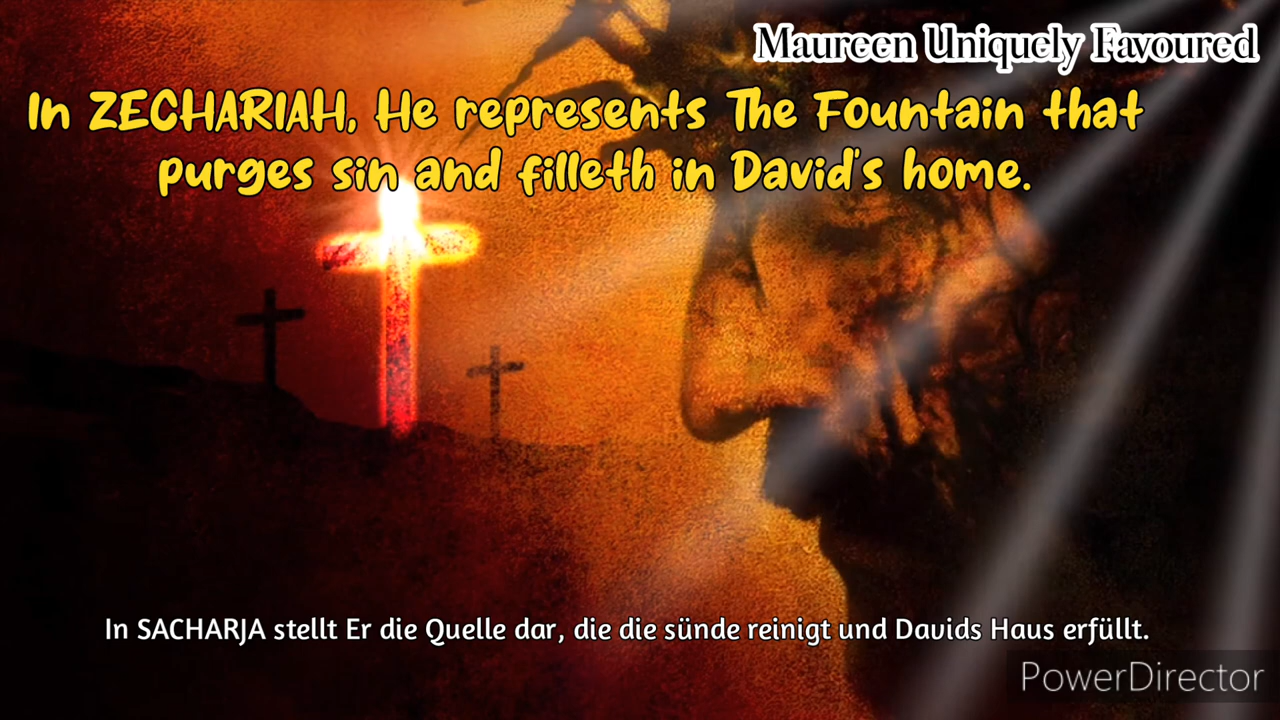 Maureen Uniquely Favoured
In ZECHARIAH, He represents The Fountain that
purges sin and filleth in David's home.
In SACHARJA stellt Er die Quelle dar, die die sünde reinigt und Davids Haus erfüllt.
PowerDirector